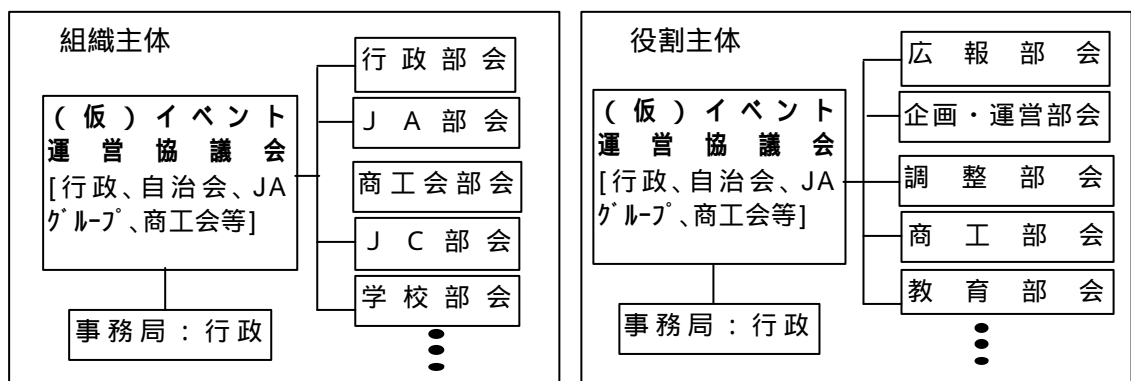 組織主体
(仮)イベント
運営協議会
[行政、自治会、JA
グループ、商工会等]
事務局:行政
行政部会
JA部会
商工会部会
JC部会
学校部会
役割主体
(仮)イベント
運営協議会
[行政、自治会、JA
グループ、商工会等]
事務局:行政
広報部会
企画・運営部会
調整部会
商工部会
教育部会